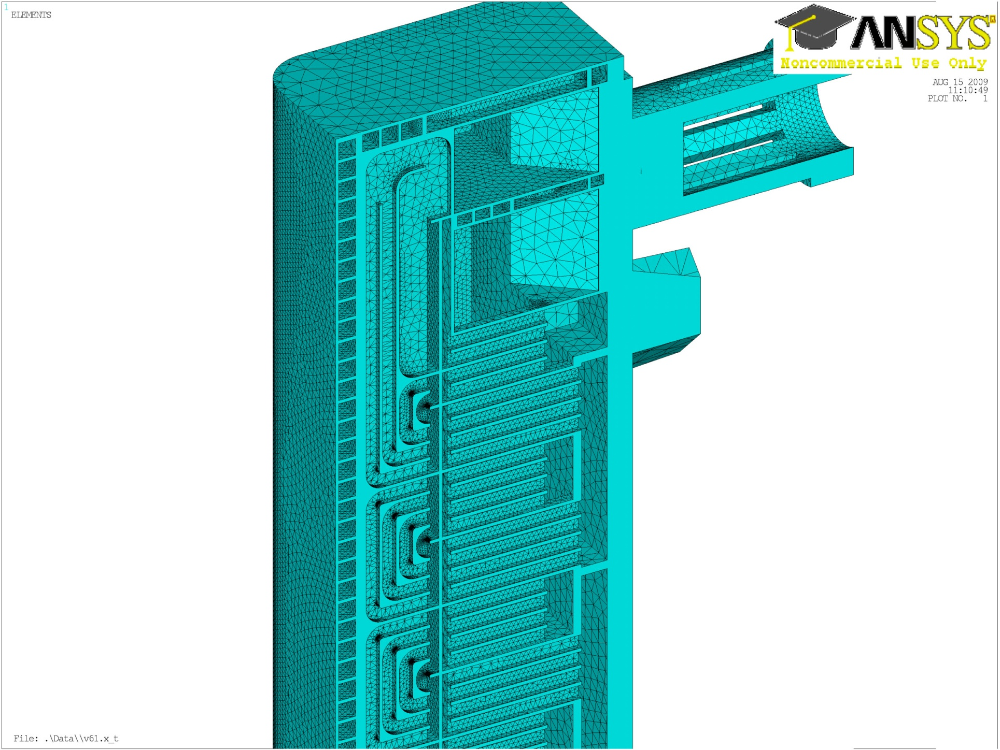 1
ELEMENTS
ANSYS
Noncommercial Use Only
AUG 15 2009
11:10:49
PLOT NO. 1
File: .\Data\\v61.x_t